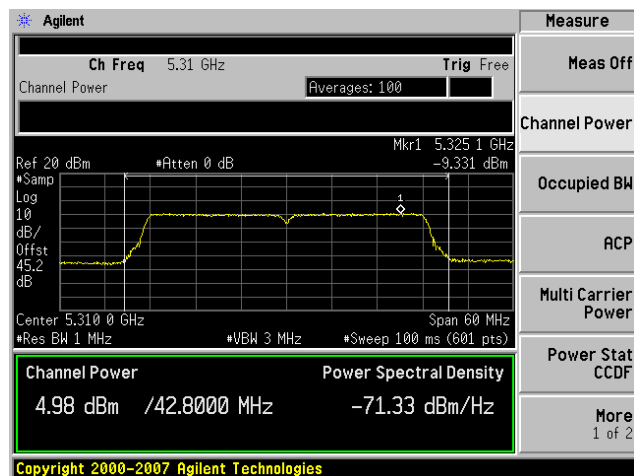 Agilent
Measure
Ch Freq 5.31 GHz Trig Free
Channel Power Averages: 100
Mkr1 5.325 1 GHz
Ref 20 dBm #Atten 0 dB -9.331 dBm
#Samp
Log
10
dB/
Offst
45.2
dB
1
Center 5.310 0 GHz Span 60 MHz
#Res BW 1 MHz #VBW 3 MHz #Sweep 100 ms (601 pts)
Channel Power Power Spectral Density
4.98 dBm /42.8000 MHz -71.33 dBm/Hz
Copyright 2000-2007 Agilent Technologies
Meas Off
Channel Power
Occupied BW
ACP
Multi Carrier
Power
Power Stat
CCDF
More
1 of 2